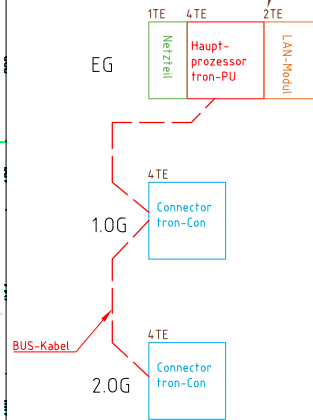 1TE 4TE 2TE
EG
Netzteil
Haupt-
prozessor
tron-PU
LAN-Modul
4TE
1.OG
Connector
tron-Con
BUS-Kabel
4TE
2.OG
Connector
tron-Con